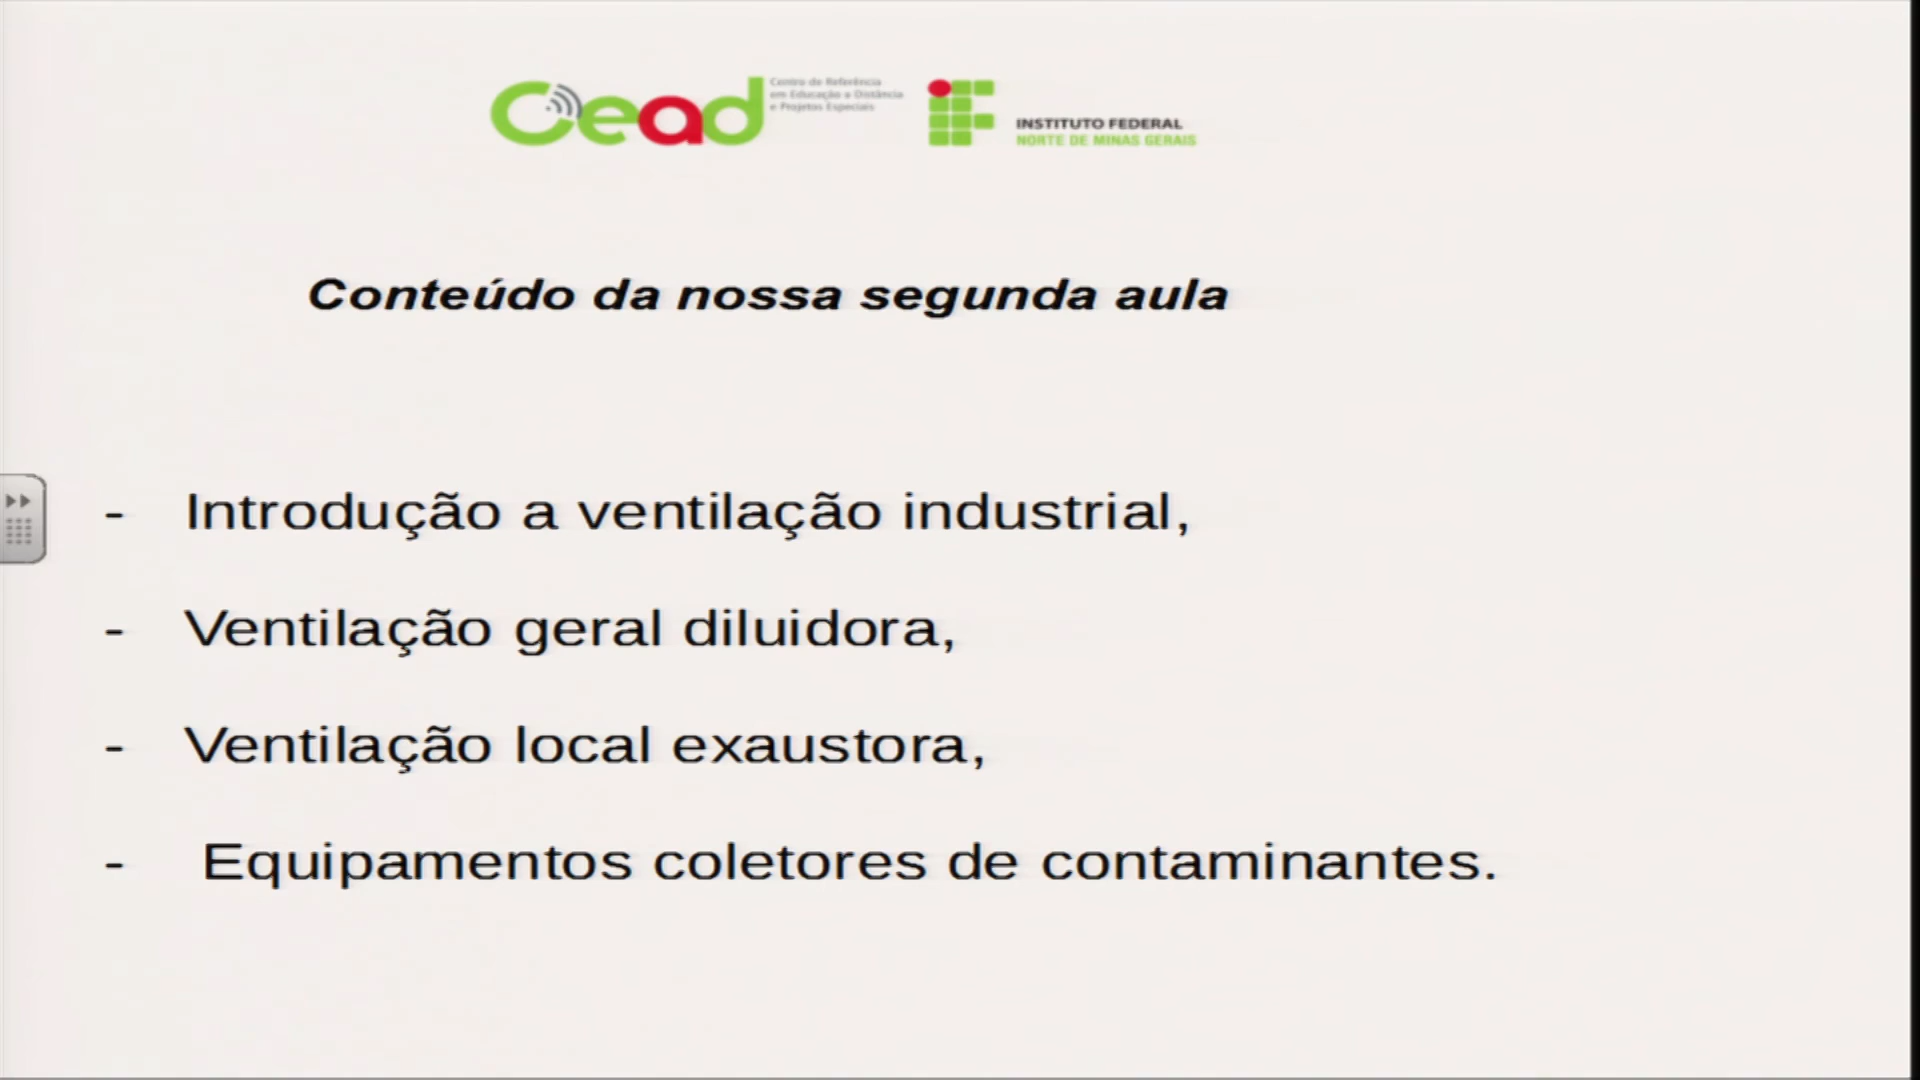 Cead
Centro de Referência
em Educação a Distância
e Projetos Especiais
INSTITUTO FEDERAL
NORTE DE MINAS GERAIS
Conteúdo da nossa segunda aula
- Introdução a ventilação industrial,
- Ventilação geral diluidora,
- Ventilação local exaustora,
- Equipamentos coletores de contaminantes.